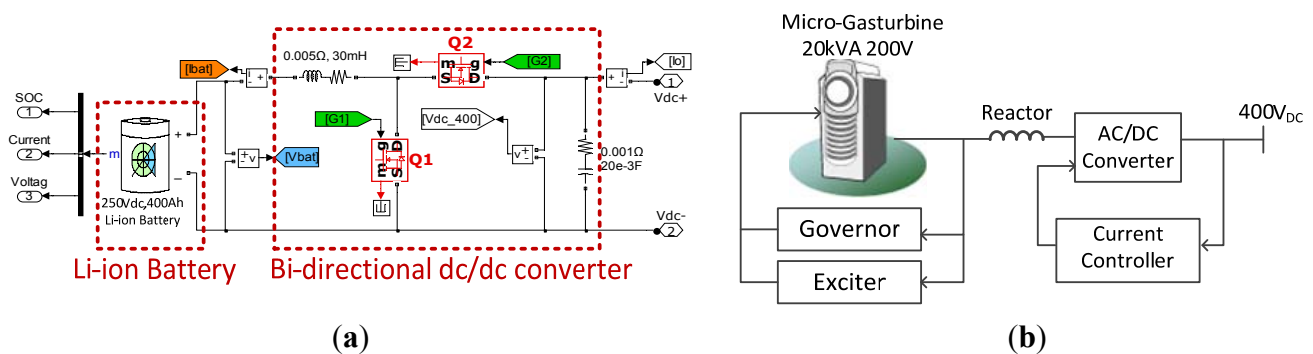 SOC
1
Current
2
Voltag
3
m
+
−
250Vdc,400Ah
Li-ion Battery
Li-ion Battery
[Ibat]
+
-
+v
-
[Vbat]
0.005Ω, 30mH
[G1]
g
m
D
S
Q1
Q2
m
g
S
D
[G2]
[Vdc_400]
v+
-
0.001Ω
20e-3F
+
-
[Io]
1
Vdc+
Vdc-
2
Bi-directional dc/dc converter
(a)
Micro-Gasturbine
20kVA 200V
Reactor
AC/DC
Converter
400VDC
Governor
Exciter
Current
Controller
(b)